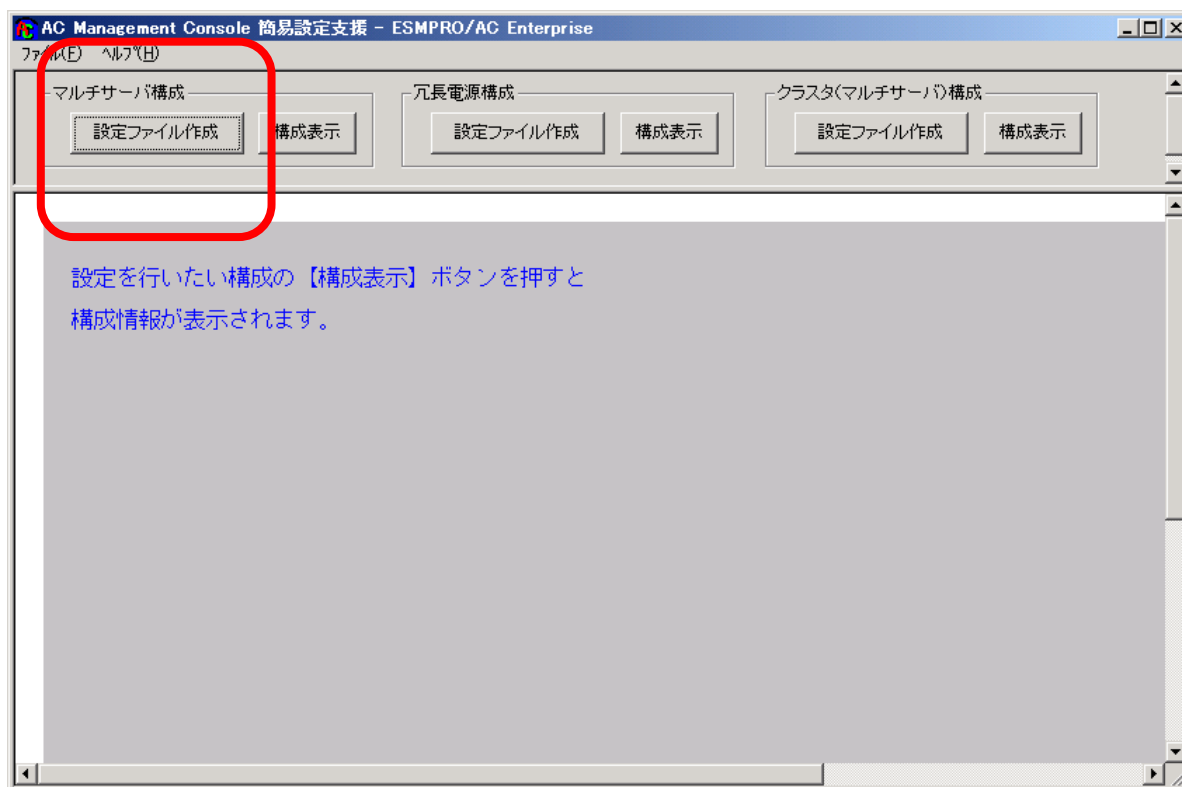 AC Management Console 簡易設定支援 - ESMPRO/AC Enterprise
ﾌｧｲﾙ(F) ﾍﾙﾌﾟ(H)
マルチサーバ構成 冗長電源構成 クラスタ(マルチサーバ)構成
設定ファイル作成 構成表示 設定ファイル作成 構成表示 設定ファイル作成 構成表示
設定を行いたい構成の【構成表示】ボタンを押すと
構成情報が表示されます。